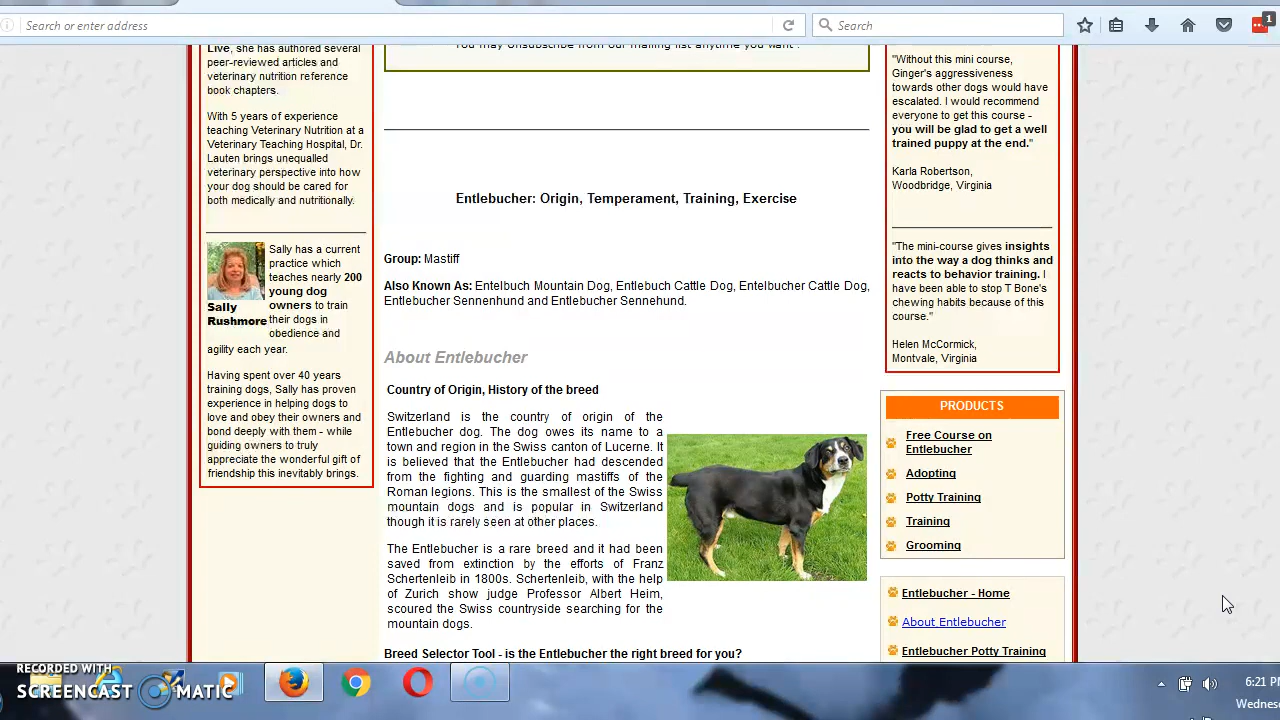 Search or enter address
Search
1
Live, she has authored several
peer-reviewed articles and
veterinary nutrition reference
book chapters.
With 5 years of experience
teaching Veterinary Nutrition at a
Veterinary Teaching Hospital, Dr.
Lauten brings unequalled
veterinary perspective into how
your dog should be cared for
both medically and nutritionally.
Sally has a current
practice which
teaches nearly 200
young dog
owners to train
their dogs in
obedience and
agility each year.
Sally
Rushmore
Having spent over 40 years
training dogs, Sally has proven
experience in helping dogs to
love and obey their owners and
bond deeply with them - while
guiding owners to truly
appreciate the wonderful gift of
friendship this inevitably brings.
You may Unsubscribe from our mailing list anytime you want .
Entlebucher: Origin, Temperament, Training, Exercise
Group: Mastiff
Also Known As: Entelbuch Mountain Dog, Entlebuch Cattle Dog, Entelbucher Cattle Dog,
Entlebucher Sennenhund and Entlebucher Sennehund.
About Entlebucher
Country of Origin, History of the breed
Switzerland is the country of origin of the
Entlebucher dog. The dog owes its name to a
town and region in the Swiss canton of Lucerne. It
is believed that the Entlebucher had descended
from the fighting and guarding mastiffs of the
Roman legions. This is the smallest of the Swiss
mountain dogs and is popular in Switzerland
though it is rarely seen at other places.
The Entlebucher is a rare breed and it had been
saved from extinction by the efforts of Franz
Schertenleib in 1800s. Schertenleib, with the help
of Zurich show judge Professor Albert Heim,
scoured the Swiss countryside searching for the
mountain dogs.
Breed Selector Tool - is the Entlebucher the right breed for you?
"Without this mini course,
Ginger's aggressiveness
towards other dogs would have
escalated. I would recommend
everyone to get this course -
you will be glad to get a well
trained puppy at the end."
Karla Robertson,
Woodbridge, Virginia
"The mini-course gives insights
into the way a dog thinks and
reacts to behavior training. I
have been able to stop T Bone's
chewing habits because of this
course."
Helen McCormick,
Montvale, Virginia
PRODUCTS
Free Course on
Entlebucher
Adopting
Potty Training
Training
Grooming
Entlebucher - Home
About Entlebucher
Entlebucher Potty Training
RECORDED WITH
SCREENCAST MATIC
6:21 PM
Wednes